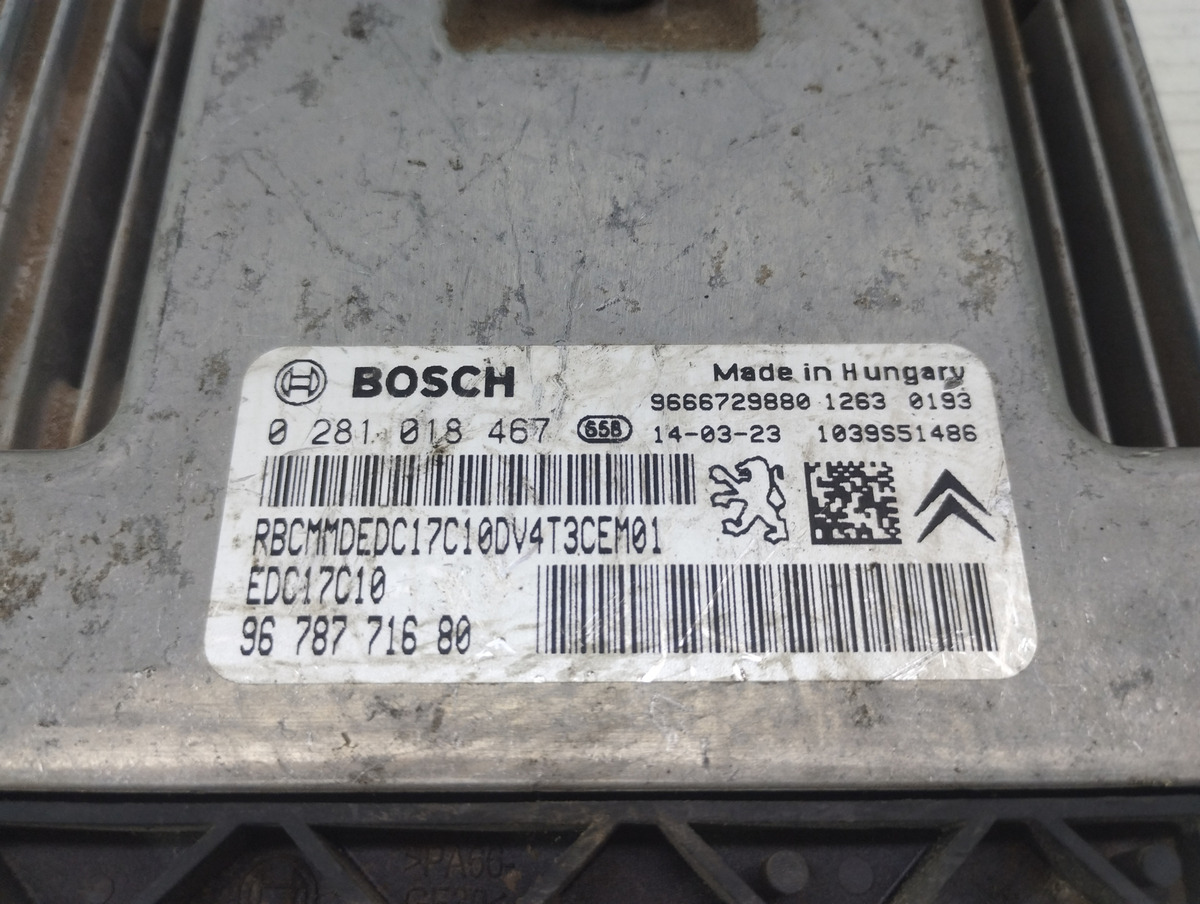 BOSCH
Made in Hungary
9666729880 1263 0193
0 281 018 467 658 14-03-23 1039S51486
RBCMMDEDC17C10DV4T3CEM01
EDC17C10
96 787 716 80
>PA66-